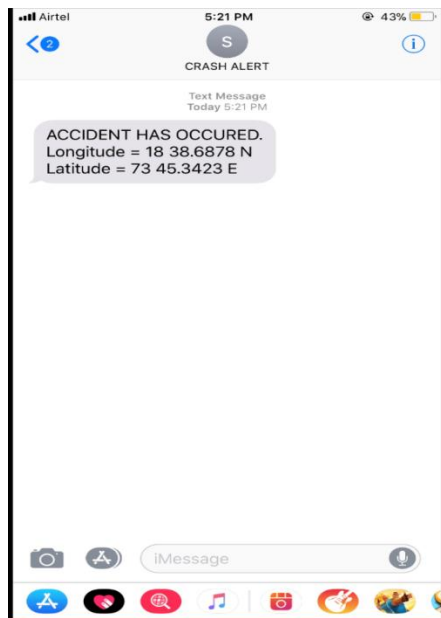 Airtel 5:21 PM 43%
2
S
CRASH ALERT
Text Message
Today 5:21 PM
ACCIDENT HAS OCCURED.
Longitude = 18 38.6878 N
Latitude = 73 45.3423 E
iMessage